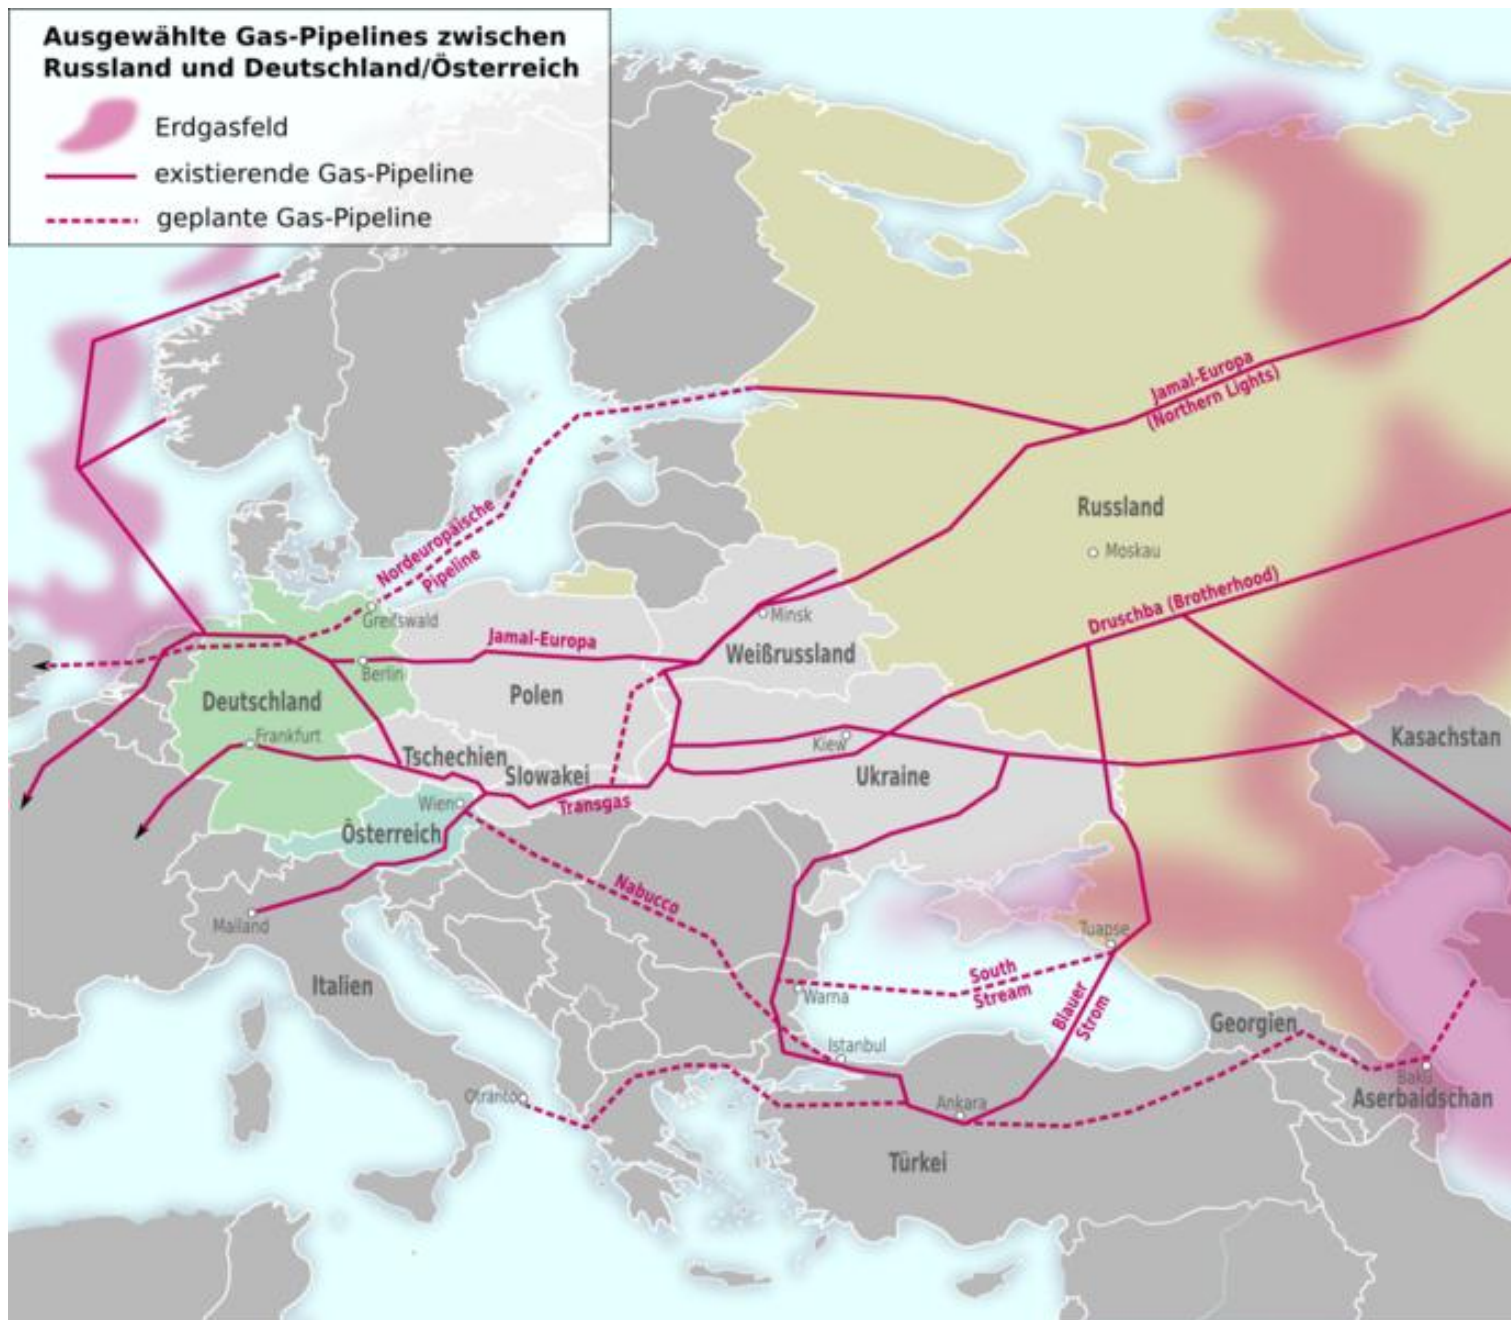 Ausgewählte Gas-Pipelines zwischen
Russland und Deutschland/Österreich
Erdgasfeld
existierende Gas-Pipeline
geplante Gas-Pipeline
Jamal-Europa
(Northern Lights)
Russland
Moskau
Nordeuropäische
Pipeline
Druschba (Brotherhood)
Greifswald
Minsk
Jamal-Europa
Weißrussland
Berlin
Deutschland
Polen
Frankfurt
Kiew
Kasachstan
Tschechien
Slowakei
Ukraine
Wien
Transgas
Österreich
Nabucco
Mailand
Tuapse
Italien
South
Stream
Warna
Blauer
Strom
Georgien
Istanbul
Baku
Otranto
Ankara
Aserbaidschan
Türkei